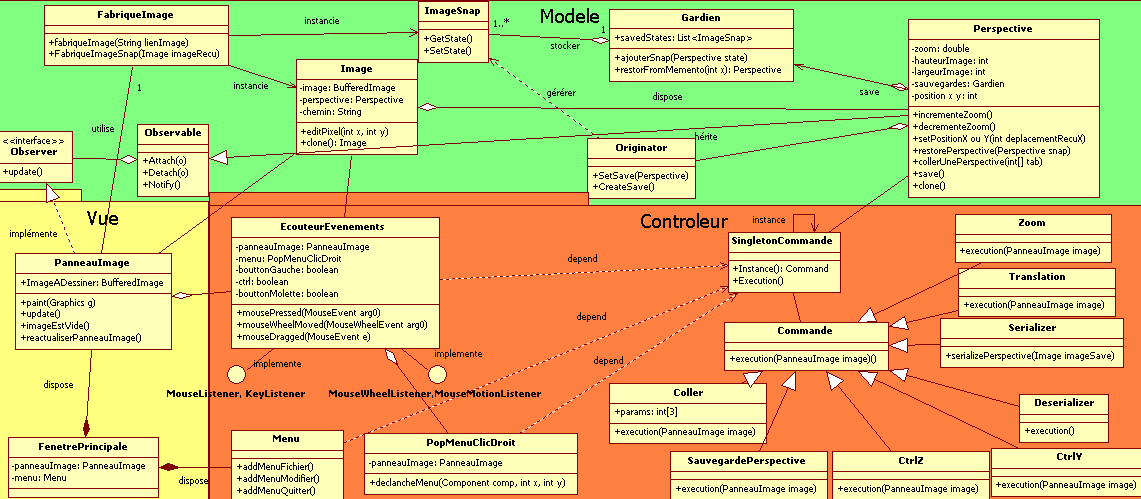 Modele
FabriqueImage
+fabriqueImage(String lienImage)
+FabriqueImageSnap(Image imageRecu)
instancie
ImageSnap
+GetState()
+SetState()
1..*
stocker
1
Gardien
+savedStates: List<ImageSnap>
+ajouterSnap(Perspective state)
+restorFromMemento(int x): Perspective
Perspective
-zoom: double
-hauteurImage: int
-largeurImage: int
-sauvegardes: Gardien
-position x y: int
+incrementeZoom()
+decrementeZoom()
+setPositionX ou Y(int deplacementRecuX)
+restorePerspective(Perspective snap)
+collerUnePerspective(int[] tab)
+save()
+clone()
save
instancie
Image
-image: BufferedImage
-perspective: Perspective
-chemin: String
+editPixel(int x, int y)
+clone(): Image
dispose
gérérer
1
utilise
hérite
<<interface>>
Observer
+update()
Observable
+Attach(o)
+Detach(o)
+Notify()
Originator
+SetSave(Perspective)
+CreateSave()
Vue
implémente
PanneauImage
+ImageADessiner: BufferedImage
+paint(Graphics g)
+update()
+imageEstVide()
+reactualiserPanneauImage()
dispose
FenetrePrincipale
-panneauImage: PanneauImage
-menu: Menu
dispose
Controleur
EcouteurEvenements
-panneauImage: PanneauImage
-menu: PopMenuClicDroit
-bouttonGauche: boolean
-ctrl: boolean
-bouttonMolette: boolean
+mousePressed(MouseEvent arg0)
+mouseWheelMoved(MouseWheelEvent arg0)
+mouseDragged(MouseEvent e)
implemente
implemente
MouseListener, KeyListener
MouseWheelListener,MouseMotionListener
depend
depend
depend
instance
SingletonCommande
+Instance(): Command
+Execution()
Commande
+execution(PanneauImage image)()
Zoom
+execution(PanneauImage image)
Translation
+execution(PanneauImage image)
Serializer
+serializePerspective(Image imageSave)
Deserializer
+execution()
Coller
+params: int[3]
+execution(PanneauImage image)
Menu
+addMenuFichier()
+addMenuModifier()
+addMenuQuitter()
PopMenuClicDroit
-panneauImage: PanneauImage
+declancheMenu(Component comp, int x, int y)
SauvegardePerspective
+execution(PanneauImage image)
CtrlZ
+execution(PanneauImage image)
CtrlY
+execution(PanneauImage image)